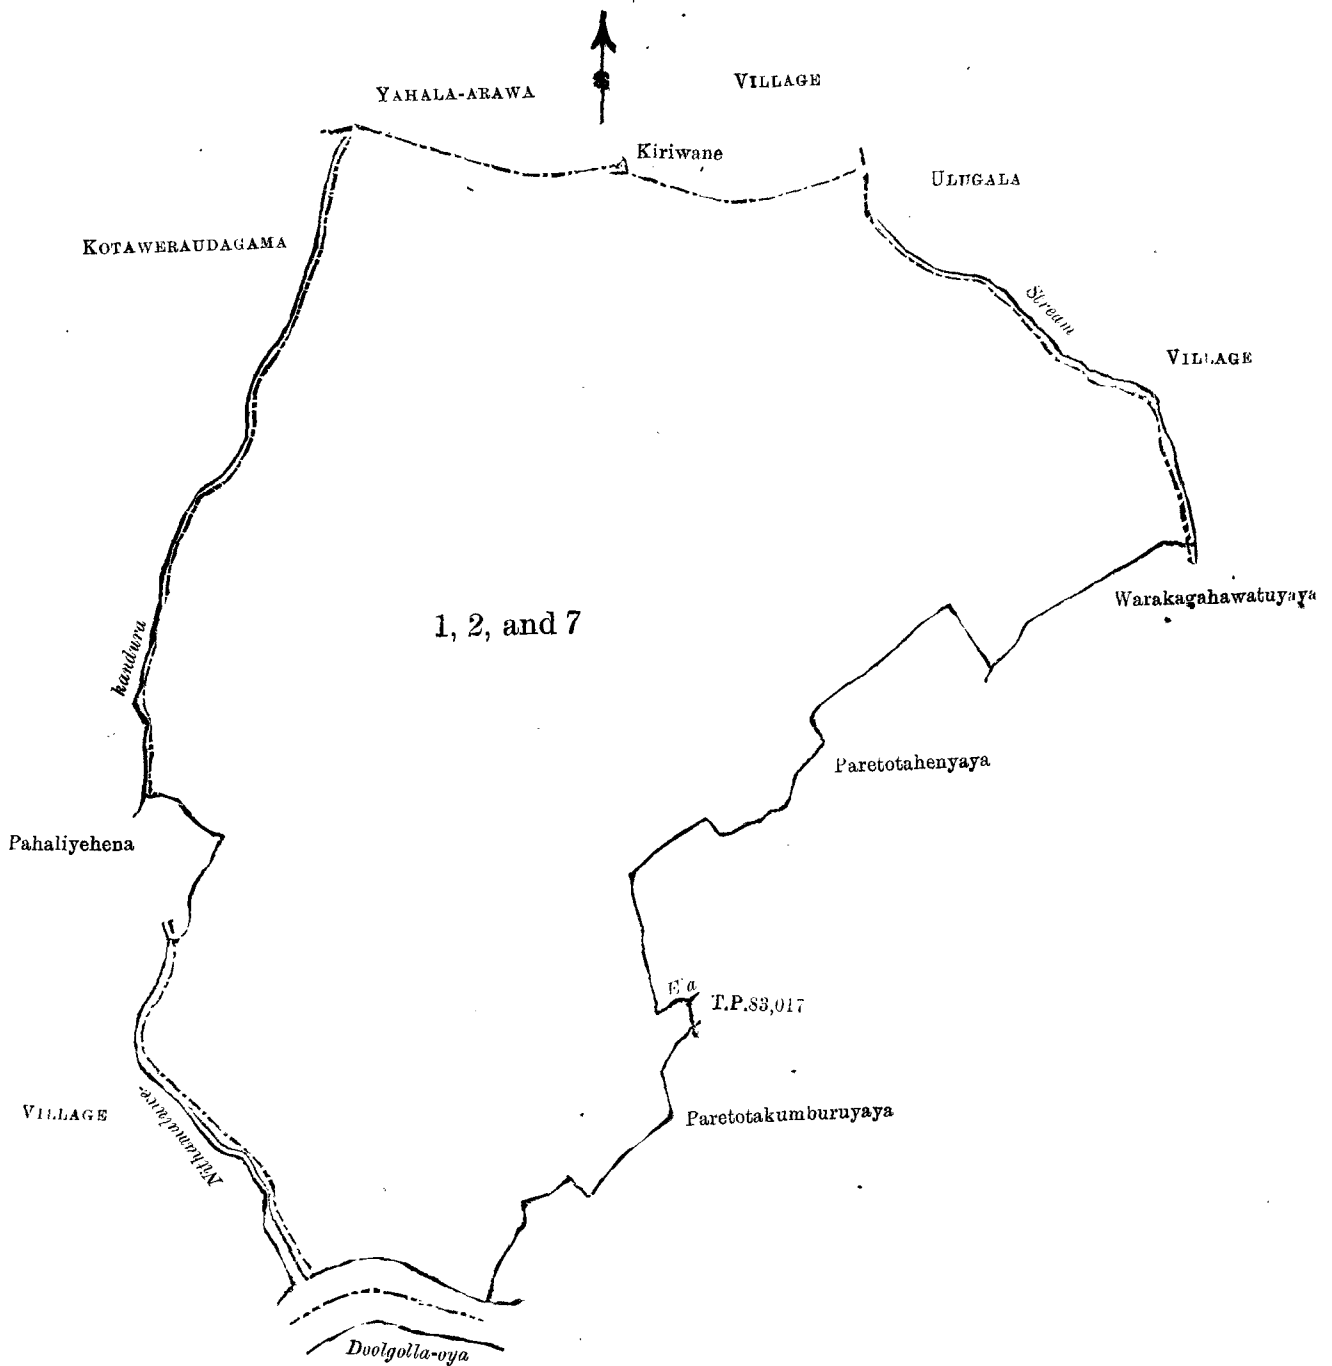 YAHALA-ARAWA VILLAGE
Kiriwane
ULUGALA
KOTAWERAUDAGAMA
Stream
VILLAGE
Warakagahawatuyaya
1, 2, and 7
kandura
Paretotahenyaya
Pahaliyehena
T.P.83,017
VILLAGE
Paretotakumburuyaya
Doolgolla-oya